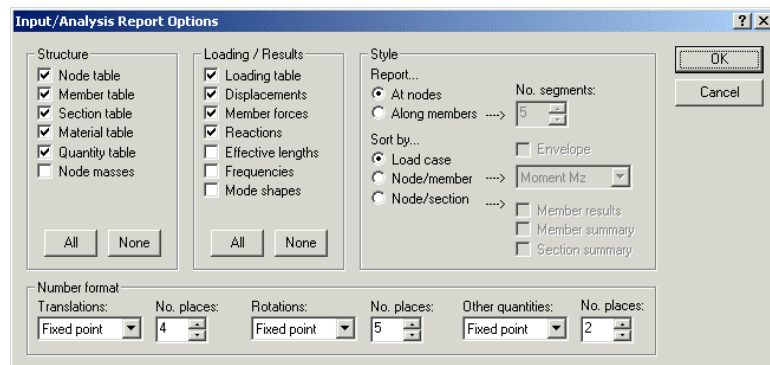 Input/Analysis Report Options
Structure
Node table
Member table
Section table
Material table
Quantity table
Node masses
All None
Loading / Results
Loading table
Displacements
Member forces
Reactions
Effective lengths
Frequencies
Mode shapes
All None
Style
Report...
At nodes
Along members ---->
No. segments:
5
Sort by...
Load case
Node/member ---->
Node/section ---->
Envelope
Moment Mz
Member results
Member summary
Section summary
OK
Cancel
Number format
Translations: No. places: Rotations: No. places: Other quantities: No. places:
Fixed point 4 Fixed point 5 Fixed point 2